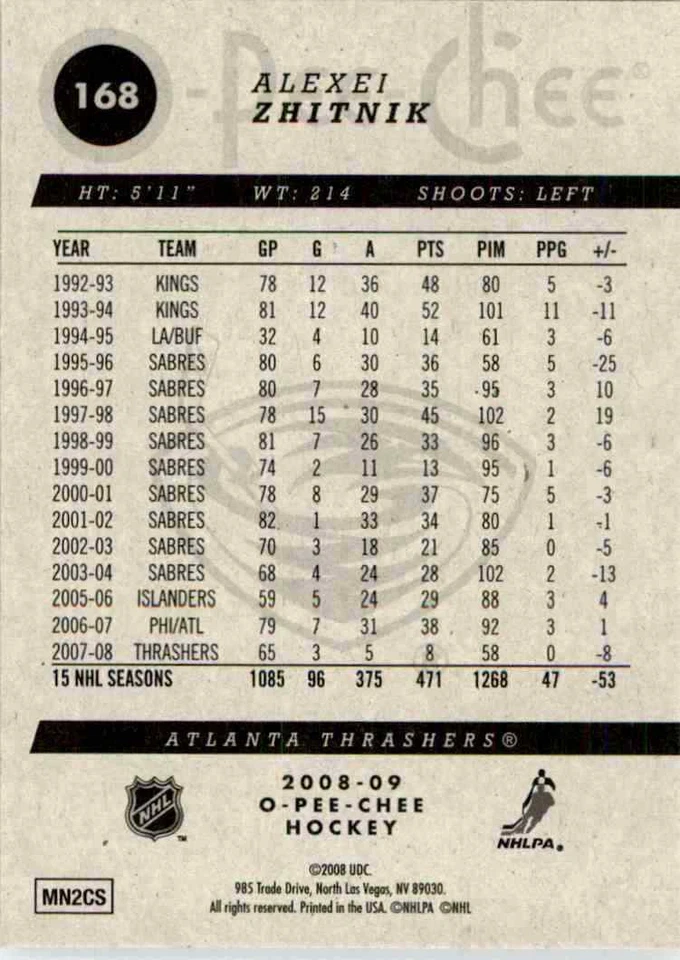 O-Pee-Chee®
168
ALEXEI
ZHITNIK
HT: 5'11" WT: 214 SHOOTS: LEFT
YEAR TEAM GP G A PTS PIM PPG +/-
1992-93 KINGS 78 12 36 48 80 5 -3
1993-94 KINGS 81 12 40 52 101 11 -11
1994-95 LA/BUF 32 4 10 14 61 3 -6
1995-96 SABRES 80 6 30 36 58 5 -25
1996-97 SABRES 80 7 28 35 95 3 10
1997-98 SABRES 78 15 30 45 102 2 19
1998-99 SABRES 81 7 26 33 96 3 -6
1999-00 SABRES 74 2 11 13 95 1 -6
2000-01 SABRES 78 8 29 37 75 5 -3
2001-02 SABRES 82 1 33 34 80 1 -1
2002-03 SABRES 70 3 18 21 85 0 -5
2003-04 SABRES 68 4 24 28 102 2 -13
2005-06 ISLANDERS 59 5 24 29 88 3 4
2006-07 PHI/ATL 79 7 31 38 92 3 1
2007-08 THRASHERS 65 3 5 8 58 0 -8
15 NHL SEASONS 1085 96 375 471 1268 47 -53
ATLANTA THRASHERS®
NHL
™
2008-09
O-PEE-CHEE
HOCKEY
NHLPA®
©2008 UDC.
985 Trade Drive, North Las Vegas, NV 89030.
All rights reserved. Printed in the USA. ©NHLPA ©NHL
MN2CS